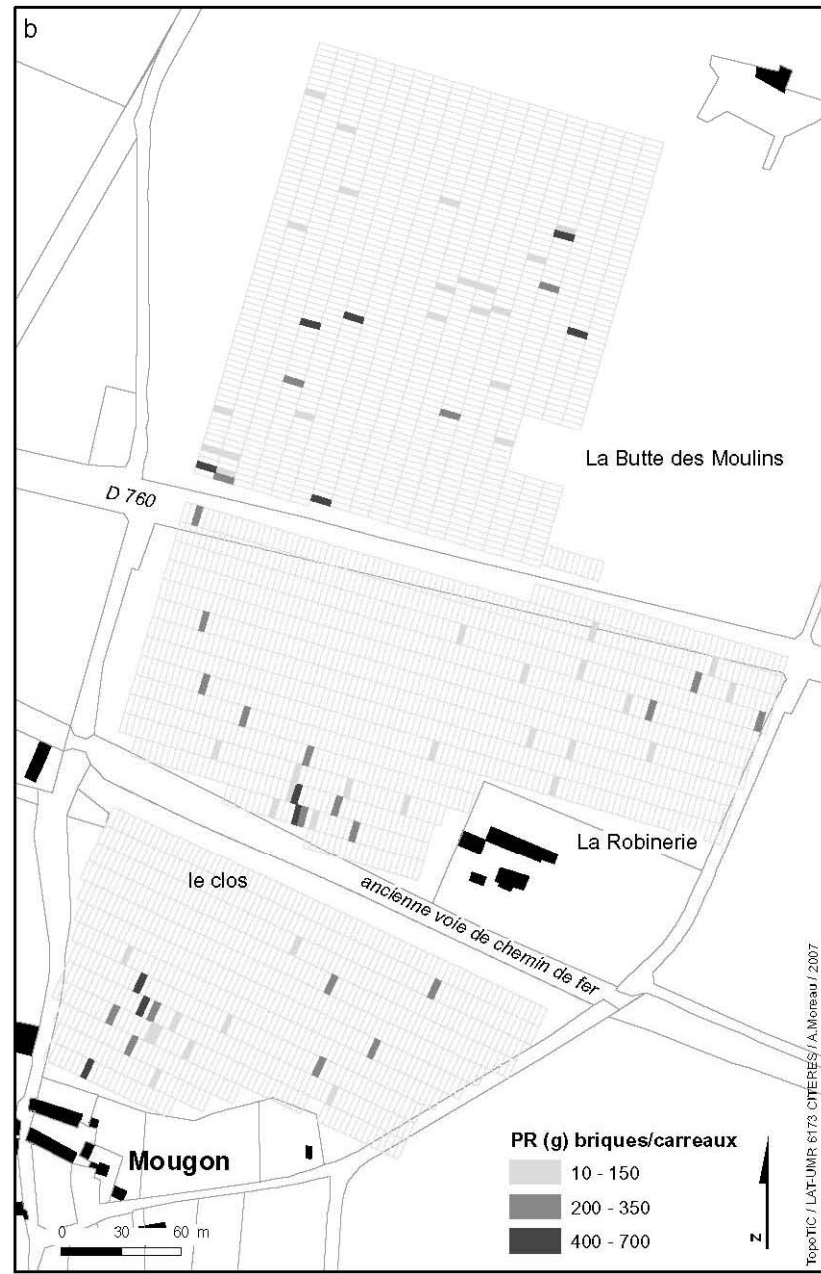 b
La Butte des Moulins
D 760
La Robinerie
le clos
ancienne voie de chemin de fer
Mougon
0 30 60 m
PR (g) briques/carreaux
10 - 150
200 - 350
400 - 700
N
TopoTiC / LAT-UMR 6173 CITERES / A.Moreau / 2007